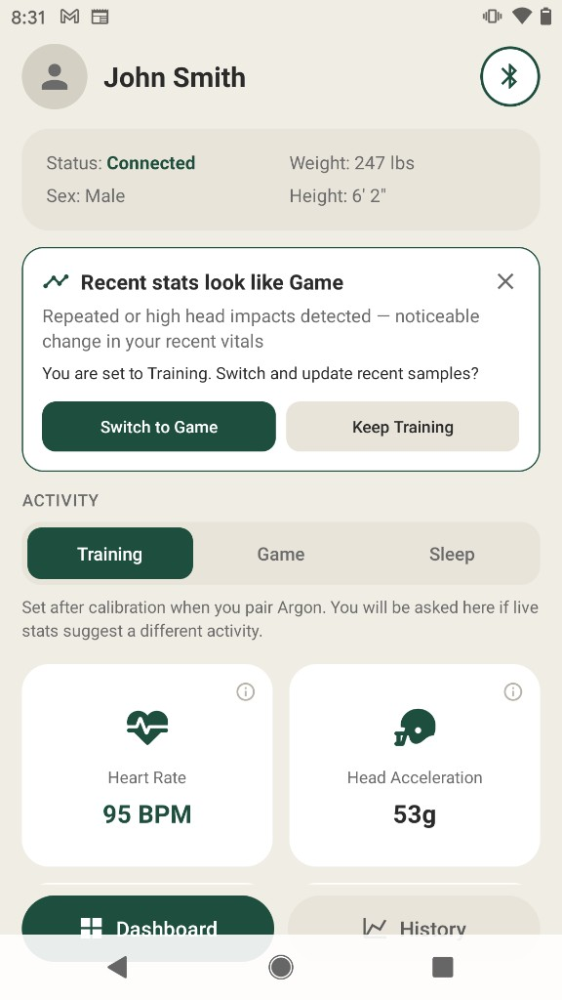 8:31
John Smith
Status: Connected
Weight: 247 lbs
Sex: Male
Height: 6' 2"
Recent stats look like Game
Repeated or high head impacts detected — noticeable
change in your recent vitals
You are set to Training. Switch and update recent samples?
Switch to Game
Keep Training
ACTIVITY
Training
Game
Sleep
Set after calibration when you pair Argon. You will be asked here if live
stats suggest a different activity.
Heart Rate
95 BPM
Head Acceleration
53g
Dashboard
History